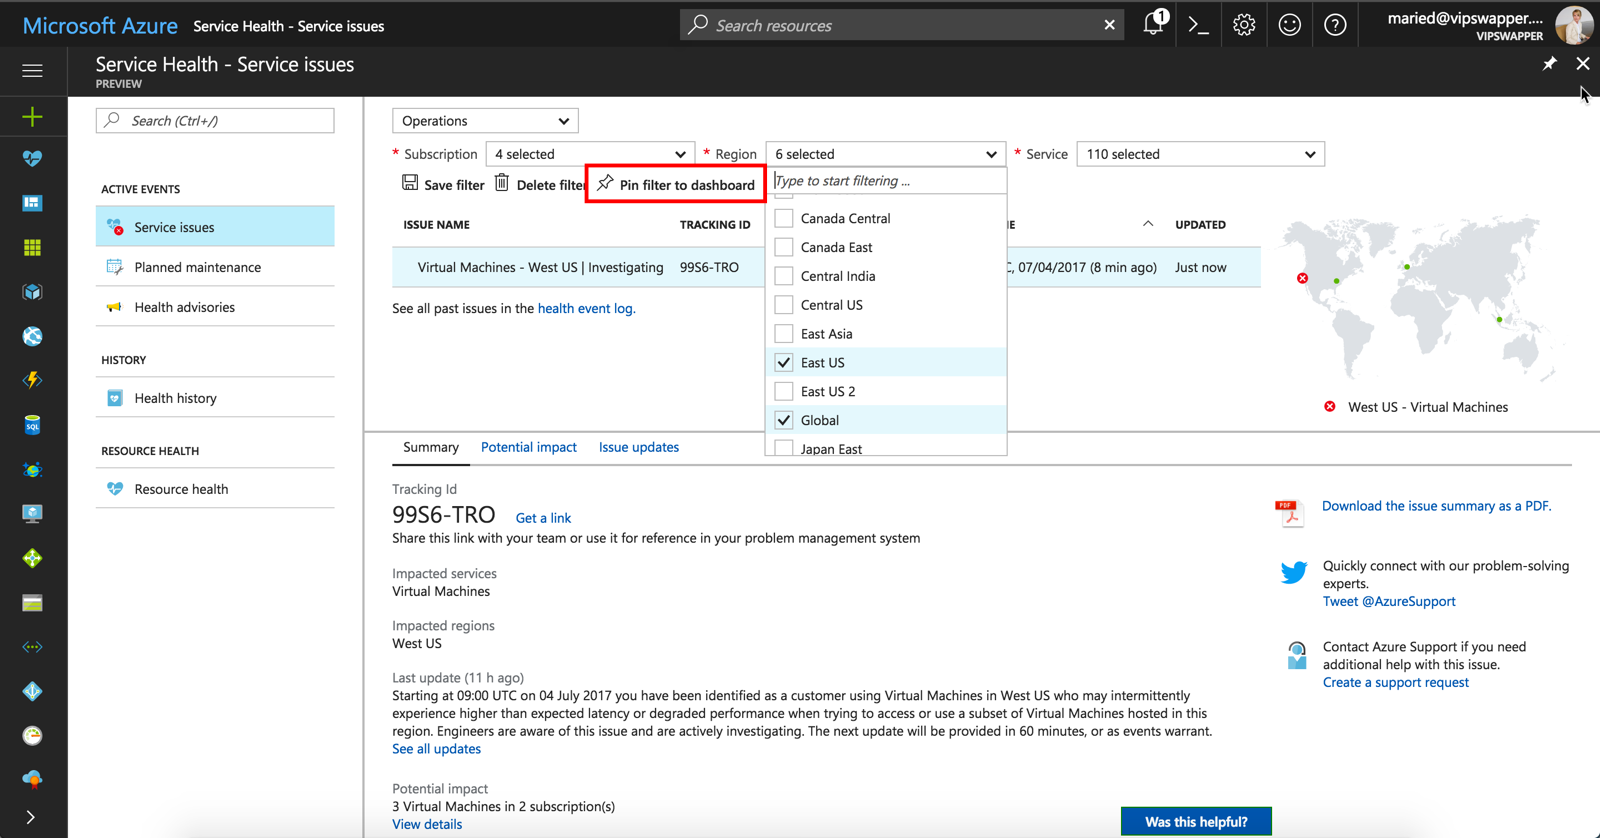 Microsoft Azure
Service Health - Service issues
Search resources
1
maried@vipswapper....
VIPSWAPPER
Service Health - Service issues
PREVIEW
Search (Ctrl+/)
ACTIVE EVENTS
Service issues
Planned maintenance
Health advisories
HISTORY
Health history
RESOURCE HEALTH
Resource health
Operations
* Subscription
4 selected
* Region
6 selected
* Service
110 selected
Save filter
Delete filter
Pin filter to dashboard
Type to start filtering ...
Canada Central
Canada East
Central India
Central US
East Asia
East US
East US 2
Global
Japan East
ISSUE NAME
TRACKING ID
UPDATED
Virtual Machines - West US | Investigating
99S6-TRO
C, 07/04/2017 (8 min ago)
Just now
See all past issues in the health event log.
West US - Virtual Machines
Summary
Potential impact
Issue updates
Tracking Id
99S6-TRO
Get a link
Share this link with your team or use it for reference in your problem management system
Impacted services
Virtual Machines
Impacted regions
West US
Last update (11 h ago)
Starting at 09:00 UTC on 04 July 2017 you have been identified as a customer using Virtual Machines in West US who may intermittently
experience higher than expected latency or degraded performance when trying to access or use a subset of Virtual Machines hosted in this
region. Engineers are aware of this issue and are actively investigating. The next update will be provided in 60 minutes, or as events warrant.
See all updates
Potential impact
3 Virtual Machines in 2 subscription(s)
View details
PDF
Download the issue summary as a PDF.
Quickly connect with our problem-solving
experts.
Tweet @AzureSupport
Contact Azure Support if you need
additional help with this issue.
Create a support request
Was this helpful?
SQL